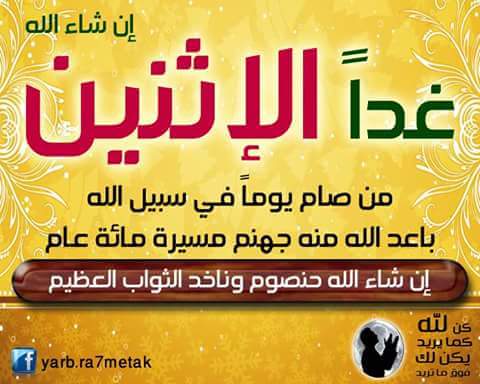 إن شاء الله
غداً الإثنين
من صام يوماً في سبيل الله
باعد الله منه جهنم مسيرة مائة عام
إن شاء الله حنصوم وناخد الثواب العظيم
كن لله
كما يريد
يكن لك
فوق ما تريد
yarb.ra7metak